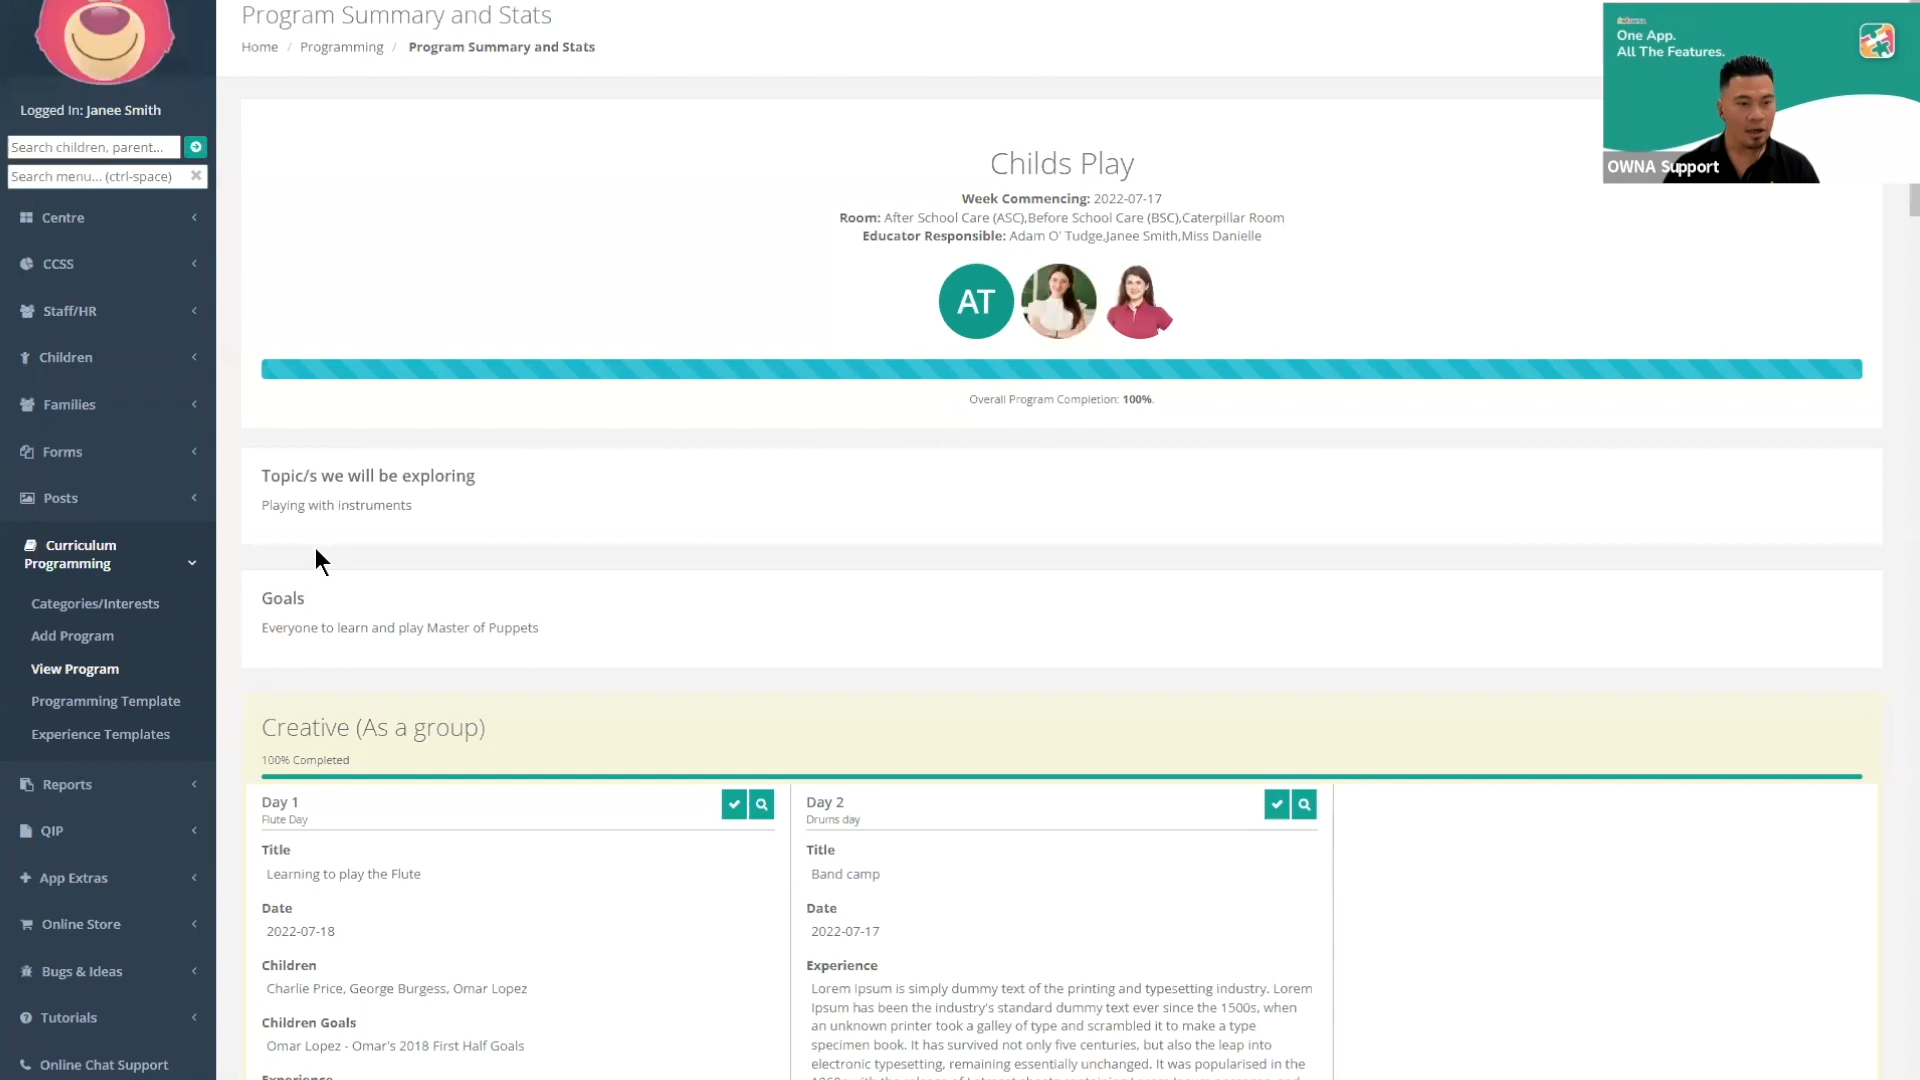 Program Summary and Stats
Home / Programming / Program Summary and Stats
One App.
All The Features.
OWNA Support
Logged In: Janee Smith
Search children, parent...
Search menu... (ctrl-space)
Centre
CCSS
Staff/HR
Children
Families
Forms
Posts
Curriculum
Programming
Categories/Interests
Add Program
View Program
Programming Template
Experience Templates
Reports
QIP
App Extras
Online Store
Bugs & Ideas
Tutorials
Online Chat Support
Childs Play
Week Commencing: 2022-07-17
Room: After School Care (ASC),Before School Care (BSC),Caterpillar Room
Educator Responsible: Adam O' Tudge,Janee Smith,Miss Danielle
AT
Overall Program Completion: 100%.
Topic/s we will be exploring
Playing with instruments
Goals
Everyone to learn and play Master of Puppets
Creative (As a group)
100% Completed
Day 1
Flute Day
Title
Learning to play the Flute
Date
2022-07-18
Children
Charlie Price, George Burgess, Omar Lopez
Children Goals
Omar Lopez - Omar's 2018 First Half Goals
Experience
Day 2
Drums day
Title
Band camp
Date
2022-07-17
Experience
Lorem Ipsum is simply dummy text of the printing and typesetting industry. Lorem
Ipsum has been the industry's standard dummy text ever since the 1500s, when
an unknown printer took a galley of type and scrambled it to make a type
specimen book. It has survived not only five centuries, but also the leap into
electronic typesetting, remaining essentially unchanged. It was popularised in the